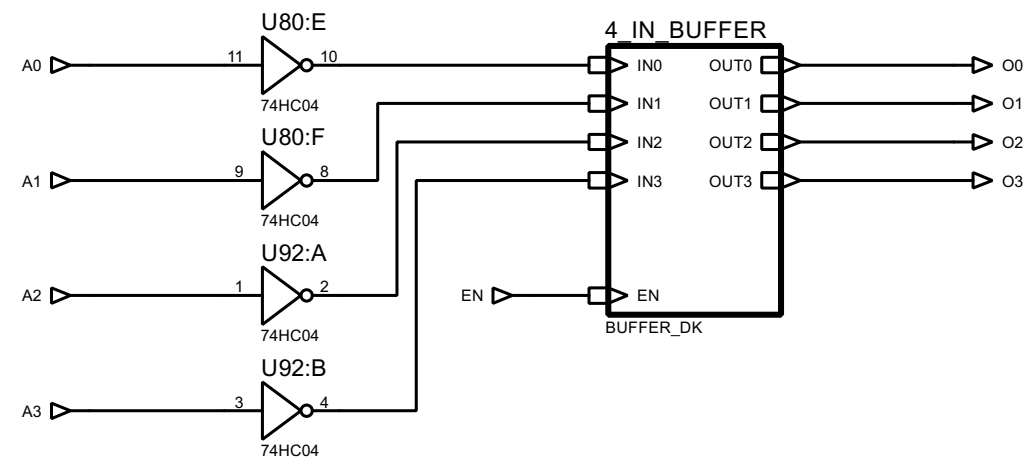 U80:E
4_IN_BUFFER
A0 11 10 IN0 OUT0 O0
74HC04
IN1 OUT1 O1
U80:F
IN2 OUT2 O2
A1 9 8 IN3 OUT3 O3
74HC04
U92:A
A2 1 2 EN EN
BUFFER_DK
74HC04
U92:B
A3 3 4
74HC04